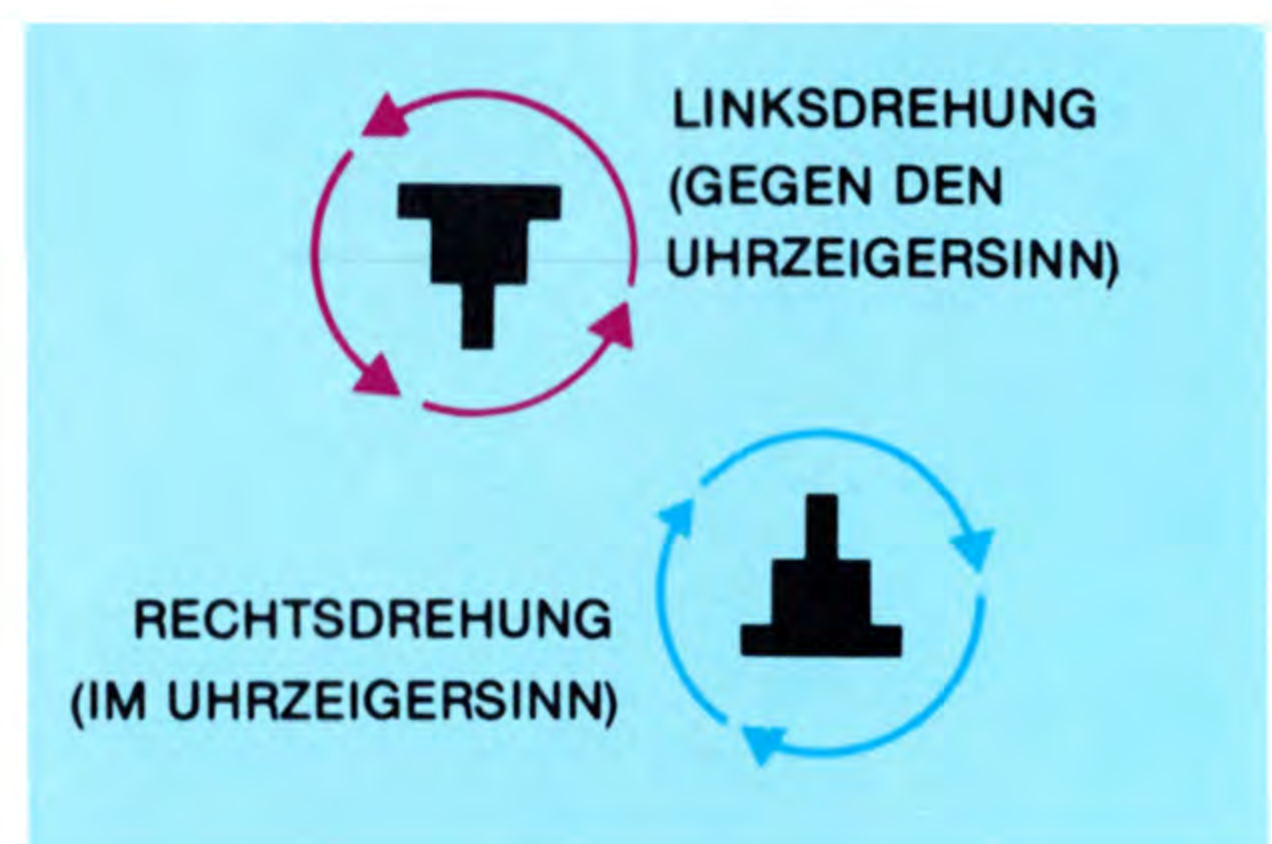 LINKSDREHUNG
(GEGEN DEN
UHRZEIGERSINN)
RECHTSDREHUNG
(IM UHRZEIGERSINN)